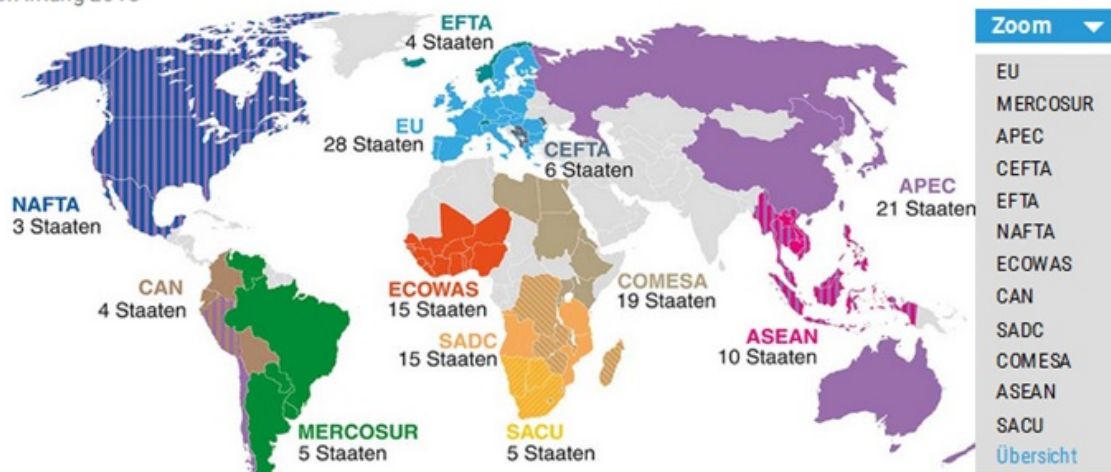 EFTA
4 Staaten
EU
28 Staaten
CEFTA
6 Staaten
NAFTA
3 Staaten
APEC
21 Staaten
CAN
4 Staaten
ECOWAS
15 Staaten
COMESA
19 Staaten
SADC
15 Staaten
ASEAN
10 Staaten
MERCOSUR
5 Staaten
SACU
5 Staaten
Zoom
EU
MERCOSUR
APEC
CEFTA
EFTA
NAFTA
ECOWAS
CAN
SADC
COMESA
ASEAN
SACU
Übersicht